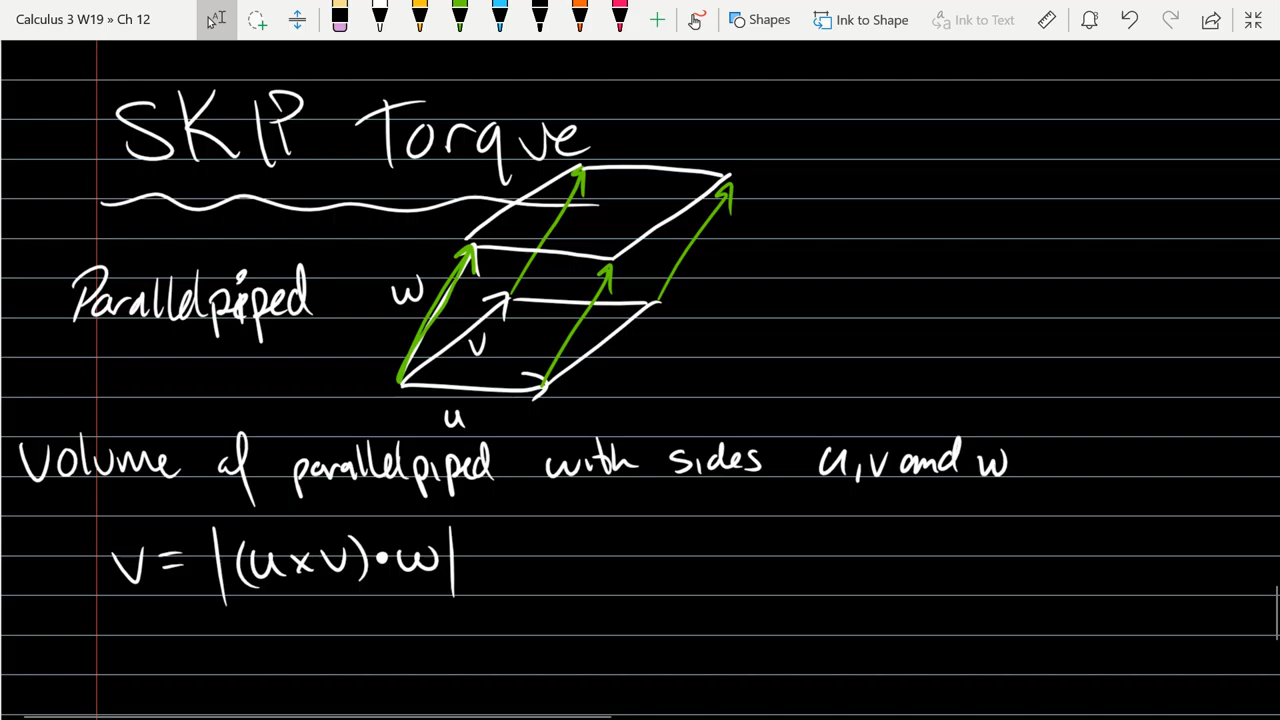 Calculus 3 W19 » Ch 12
Shapes
Ink to Shape
Ink to Text
SKIP Torque
Parallelpiped
w
v
u
Volume of parallelpiped with sides u, v and w
V = |(u×v)•w|